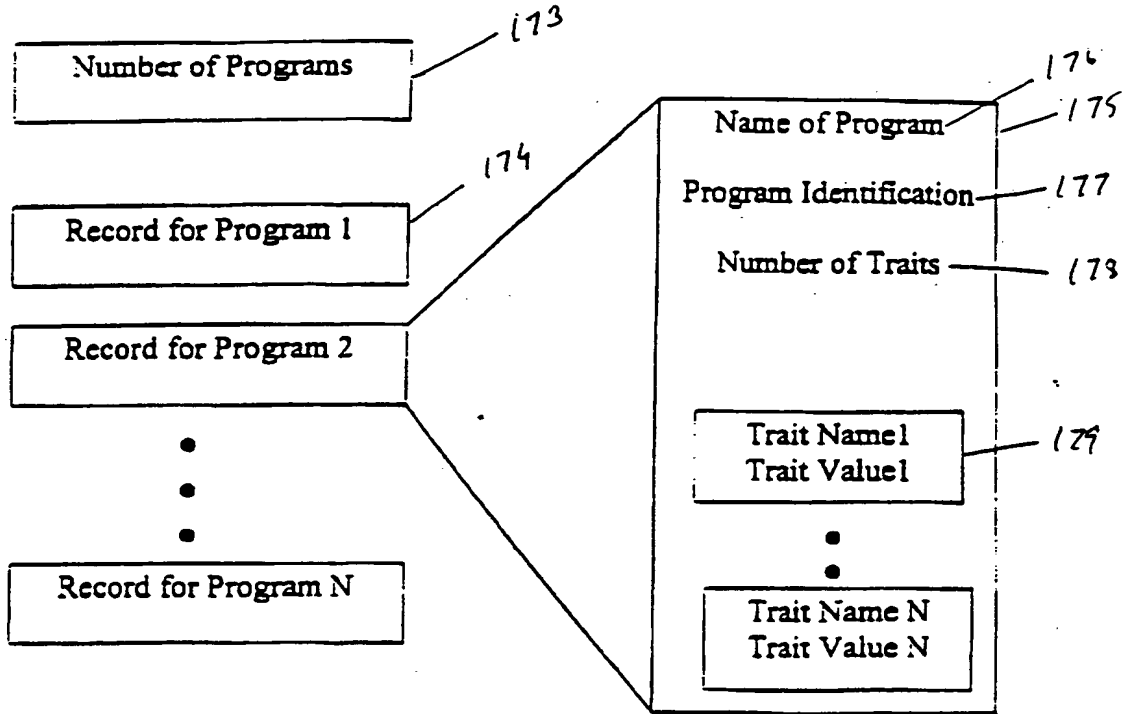 173
Number of Programs
174
Record for Program 1
Record for Program 2
Record for Program N
176
175
Name of Program
Program Identification
177
Number of Traits
178
Trait Name1
Trait Value1
179
Trait Name N
Trait Value N